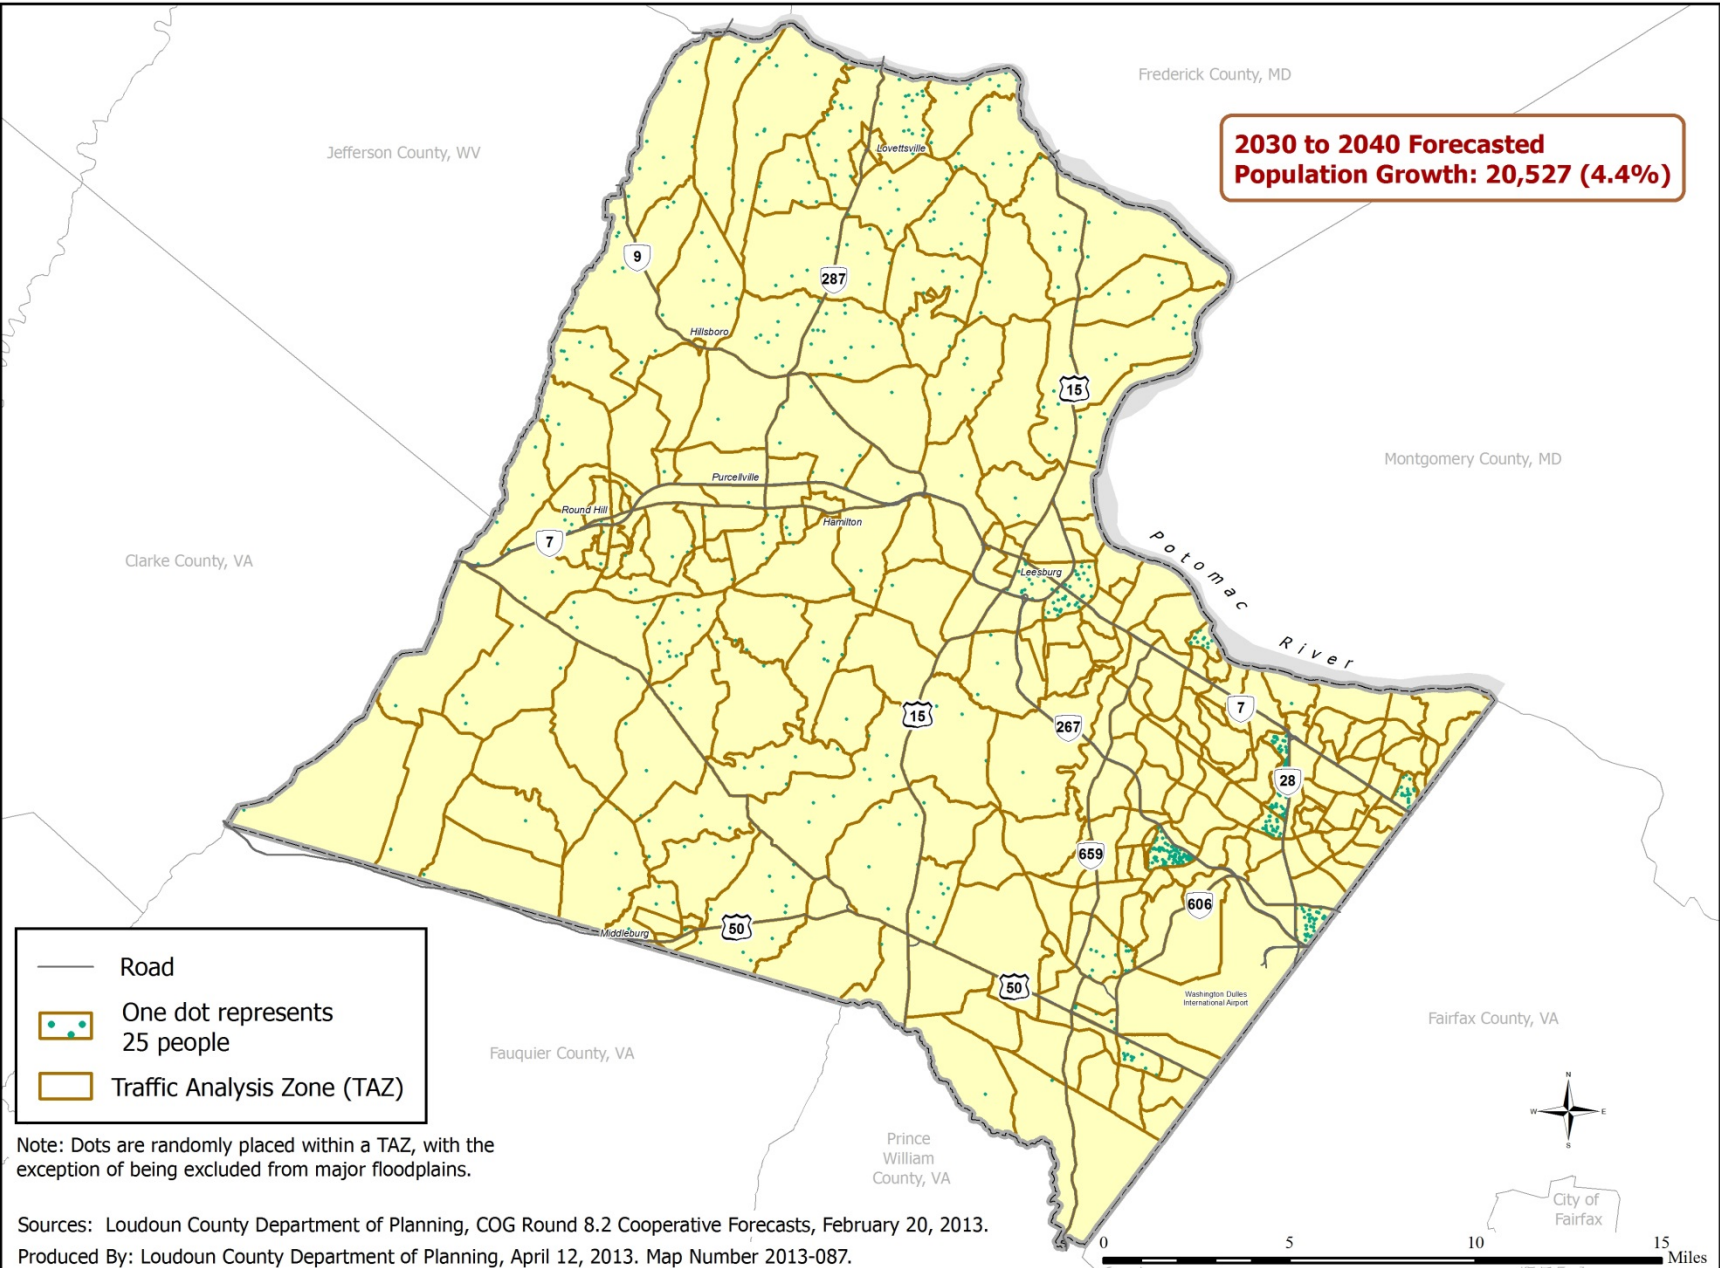 Frederick County, MD
2030 to 2040 Forecasted
Population Growth: 20,527 (4.4%)
Jefferson County, WV
Lovettsville
9
287
Hillsboro
15
Montgomery County, MD
Purcellville
Round Hill
Hamilton
7
Clarke County, VA
Leesburg
Potomac
River
15
267
7
28
659
606
50
Middleburg
50
Washington Dulles
International Airport
Fairfax County, VA
Fauquier County, VA
Prince
William
County, VA
City of
Fairfax
Road
One dot represents
25 people
Traffic Analysis Zone (TAZ)
Note: Dots are randomly placed within a TAZ, with the
exception of being excluded from major floodplains.
Sources: Loudoun County Department of Planning, COG Round 8.2 Cooperative Forecasts, February 20, 2013.
Produced By: Loudoun County Department of Planning, April 12, 2013. Map Number 2013-087.
N
W E
S
0 5 10 15
Miles